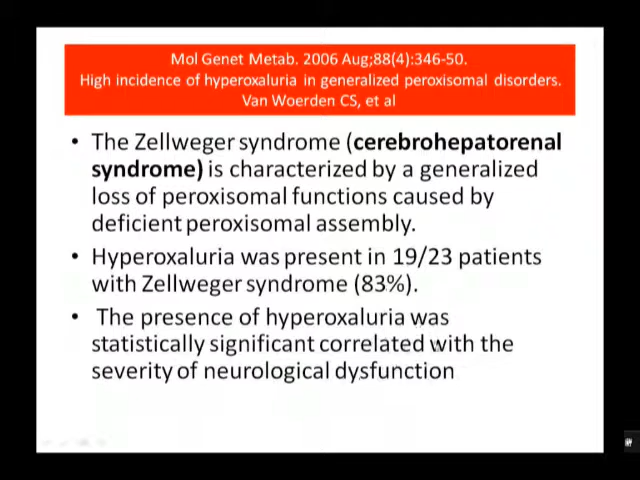 Mol Genet Metab. 2006 Aug;88(4):346-50.
High incidence of hyperoxaluria in generalized peroxisomal disorders.
Van Woerden CS, et al
• The Zellweger syndrome (cerebrohepatorenal
syndrome) is characterized by a generalized
loss of peroxisomal functions caused by
deficient peroxisomal assembly.
• Hyperoxaluria was present in 19/23 patients
with Zellweger syndrome (83%).
• The presence of hyperoxaluria was
statistically significant correlated with the
severity of neurological dysfunction